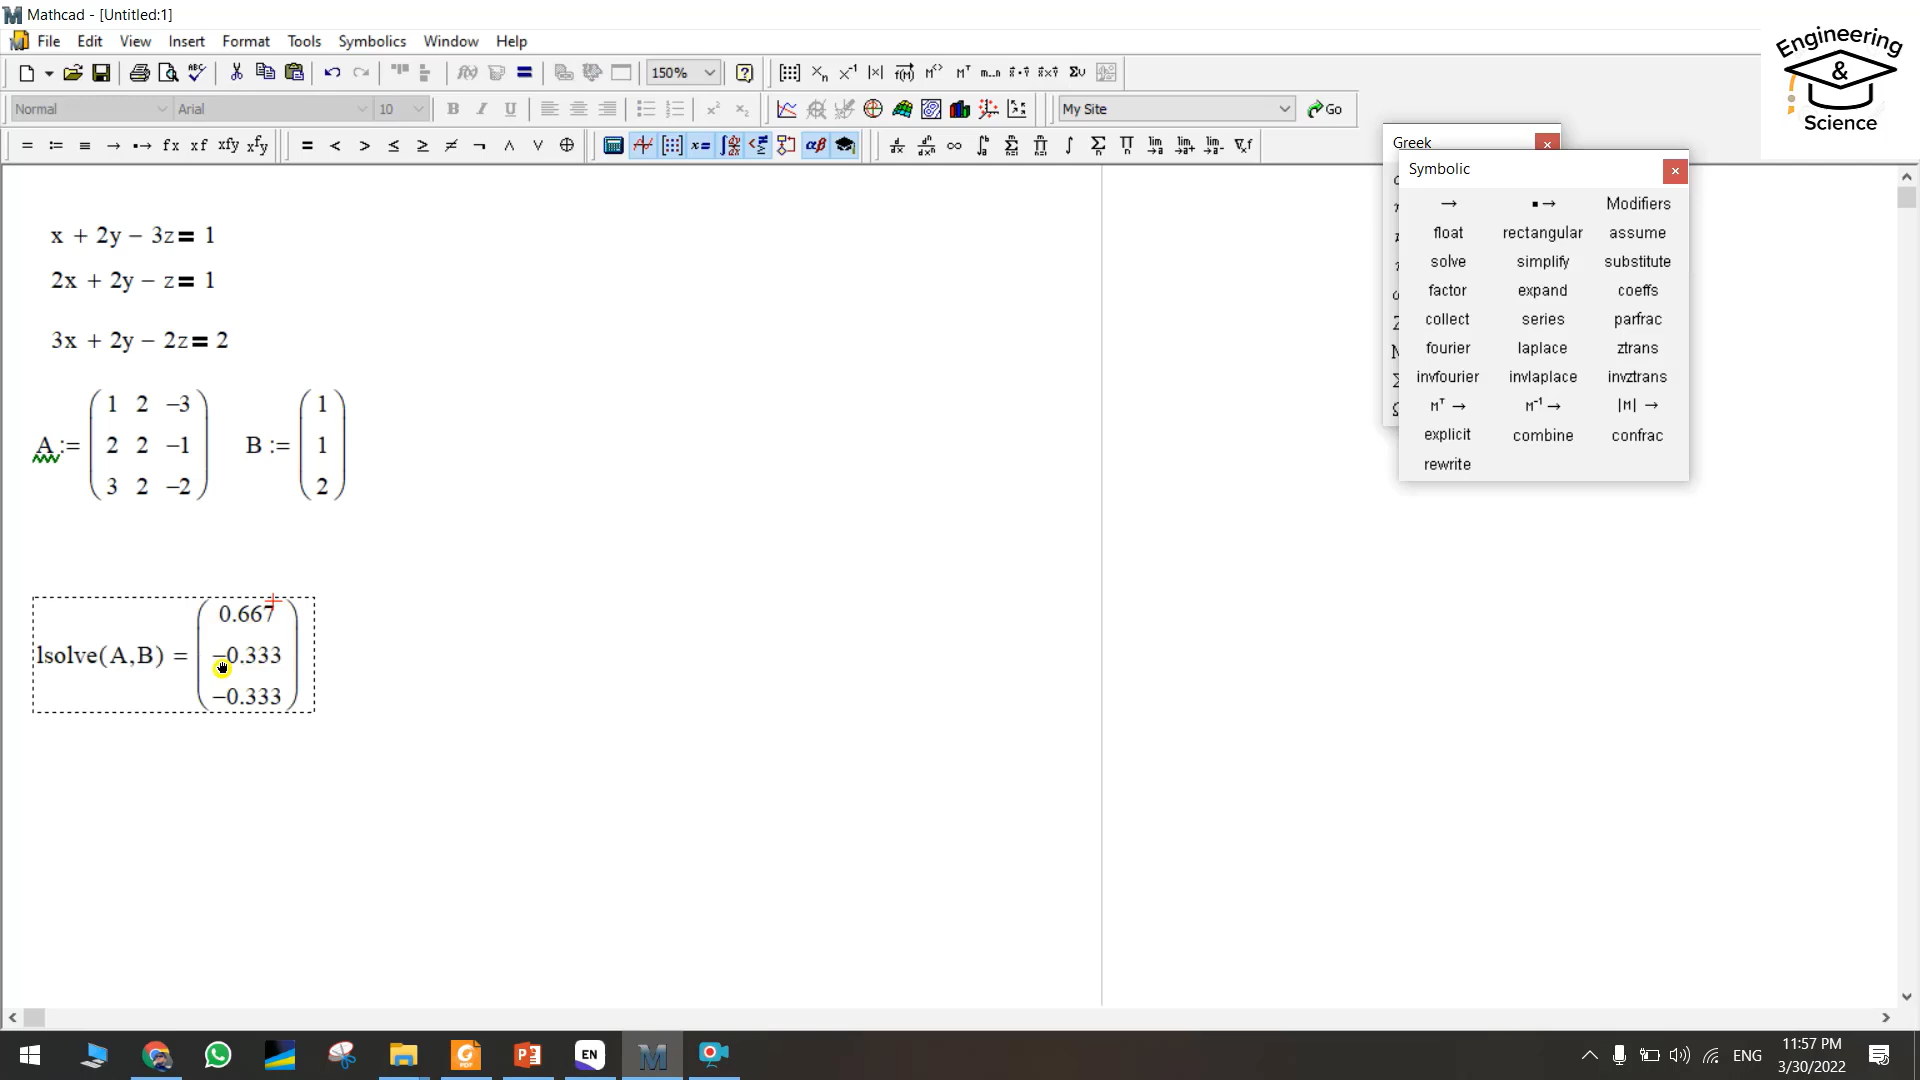 Mathcad - [Untitled:1]
File Edit View Insert Format Tools Symbolics Window Help
150%
Normal Arial 10 B I U My Site Go
Engineering
&
Science
Greek
Symbolic
→ ▪ → Modifiers
float rectangular assume
solve simplify substitute
factor expand coeffs
collect series parfrac
fourier laplace ztrans
invfourier invlaplace invztrans
Mᵀ → M⁻¹ → |M| →
explicit combine confrac
rewrite
x + 2y − 3z = 1
2x + 2y − z = 1
3x + 2y − 2z = 2
1 2 −3 1
A := 2 2 −1 B := 1
3 2 −2 2
0.667
lsolve(A,B) = −0.333
−0.333
EN ENG
11:57 PM
3/30/2022